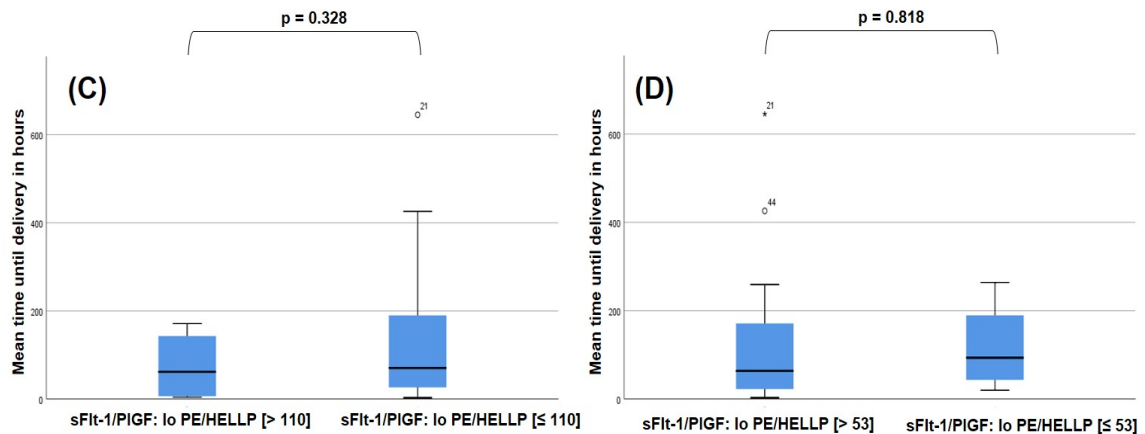 p = 0.328
(C)
Mean time until delivery in hours
600
400
200
0
21
sFlt-1/PlGF: lo PE/HELLP [> 110]
sFlt-1/PlGF: lo PE/HELLP [≤ 110]
p = 0.818
(D)
Mean time until delivery in hours
600
400
200
0
21
44
sFlt-1/PlGF: lo PE/HELLP [> 53]
sFlt-1/PlGF: lo PE/HELLP [≤ 53]